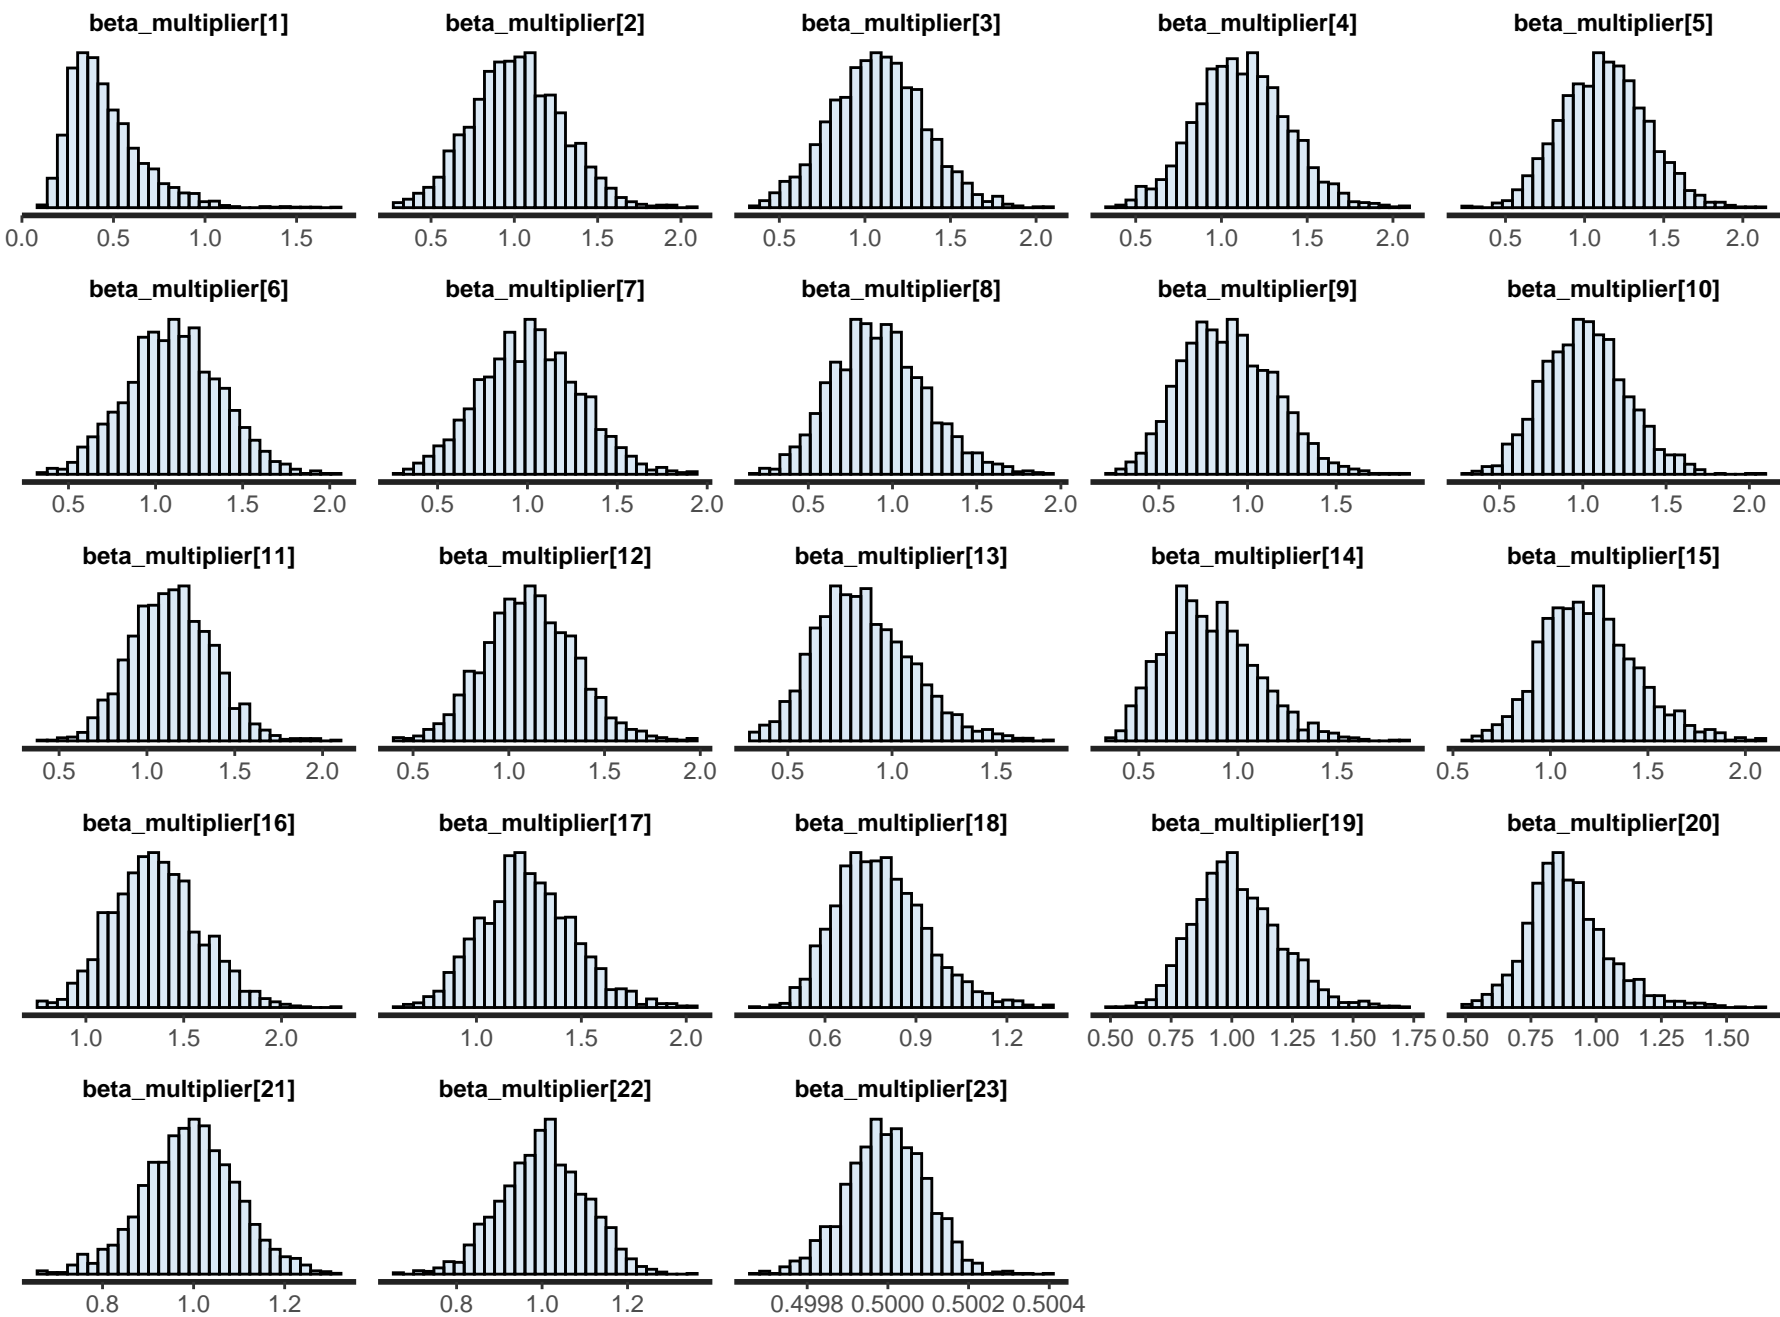 beta_multiplier[1] beta_multiplier[2] beta_multiplier[3] beta_multiplier[4] beta_multiplier[5]
0.0 0.5 1.0 1.5 0.5 1.0 1.5 2.0 0.5 1.0 1.5 2.0 0.5 1.0 1.5 2.0 0.5 1.0 1.5 2.0
beta_multiplier[6] beta_multiplier[7] beta_multiplier[8] beta_multiplier[9] beta_multiplier[10]
0.5 1.0 1.5 2.0 0.5 1.0 1.5 2.0 0.5 1.0 1.5 2.0 0.5 1.0 1.5 0.5 1.0 1.5 2.0
beta_multiplier[11] beta_multiplier[12] beta_multiplier[13] beta_multiplier[14] beta_multiplier[15]
0.5 1.0 1.5 2.0 0.5 1.0 1.5 2.0 0.5 1.0 1.5 0.5 1.0 1.5 0.5 1.0 1.5 2.0
beta_multiplier[16] beta_multiplier[17] beta_multiplier[18] beta_multiplier[19] beta_multiplier[20]
1.0 1.5 2.0 1.0 1.5 2.0 0.6 0.9 1.2 0.50 0.75 1.00 1.25 1.50 1.75 0.50 0.75 1.00 1.25 1.50
beta_multiplier[21] beta_multiplier[22] beta_multiplier[23]
0.8 1.0 1.2 0.8 1.0 1.2 0.4998 0.5000 0.5002 0.5004